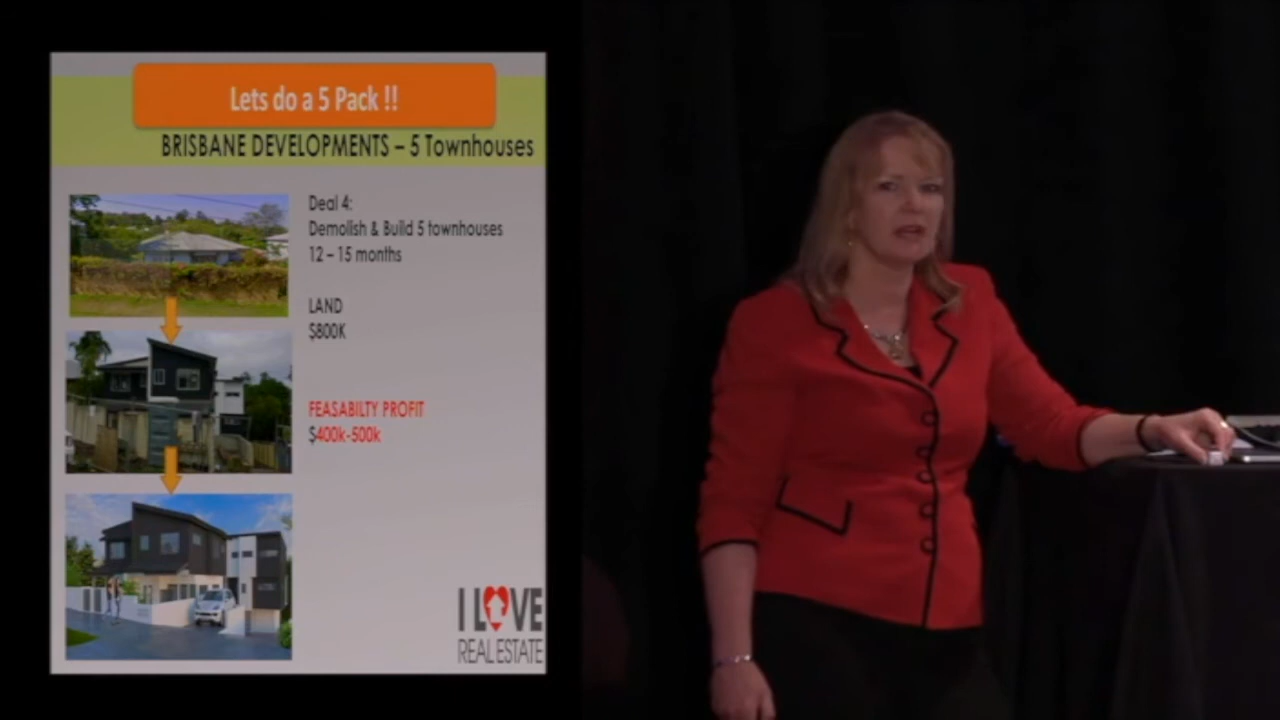 Lets do a 5 Pack !!
BRISBANE DEVELOPMENTS – 5 Townhouses
Deal 4:
Demolish & Build 5 townhouses
12 – 15 months
LAND
$800K
FEASABILTY PROFIT
$400k-500k
I LOVE
REAL ESTATE